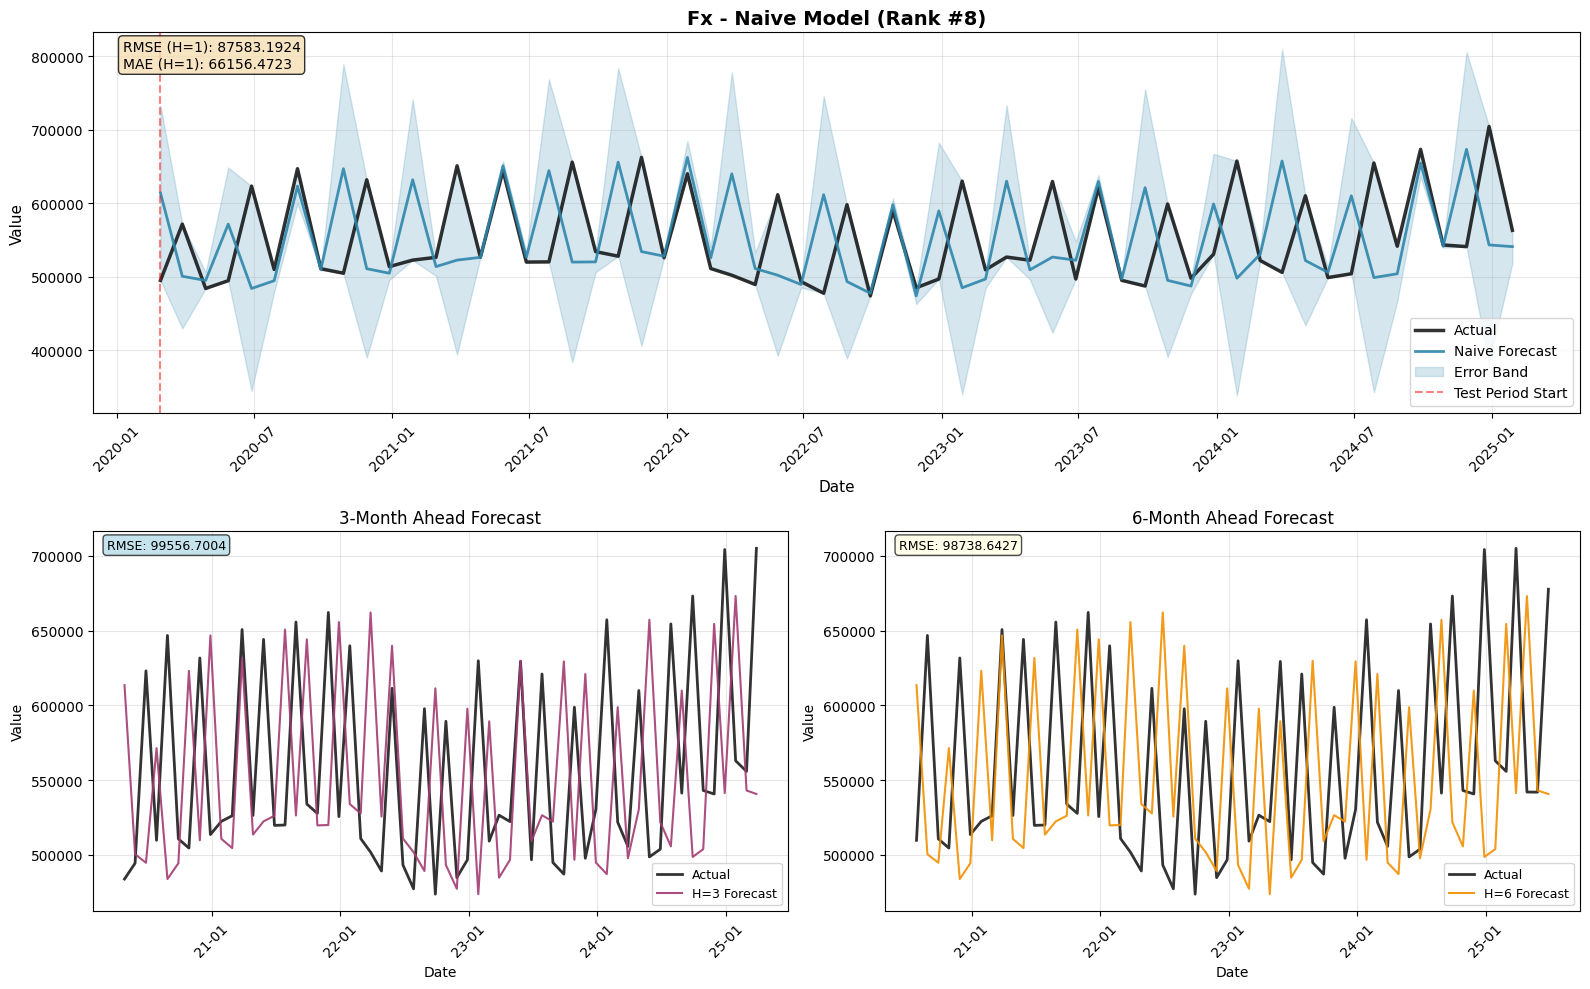 Fx - Naive Model (Rank #8)
RMSE (H=1): 87583.1924
MAE (H=1): 66156.4723
Value
800000
700000
600000
500000
400000
Actual
Naive Forecast
Error Band
Test Period Start
2020-01
2020-07
2021-01
2021-07
2022-01
2022-07
2023-01
2023-07
2024-01
2024-07
2025-01
Date
3-Month Ahead Forecast
RMSE: 99556.7004
Value
700000
650000
600000
550000
500000
Actual
H=3 Forecast
21-01
22-01
23-01
24-01
25-01
Date
6-Month Ahead Forecast
RMSE: 98738.6427
Value
700000
650000
600000
550000
500000
Actual
H=6 Forecast
21-01
22-01
23-01
24-01
25-01
Date